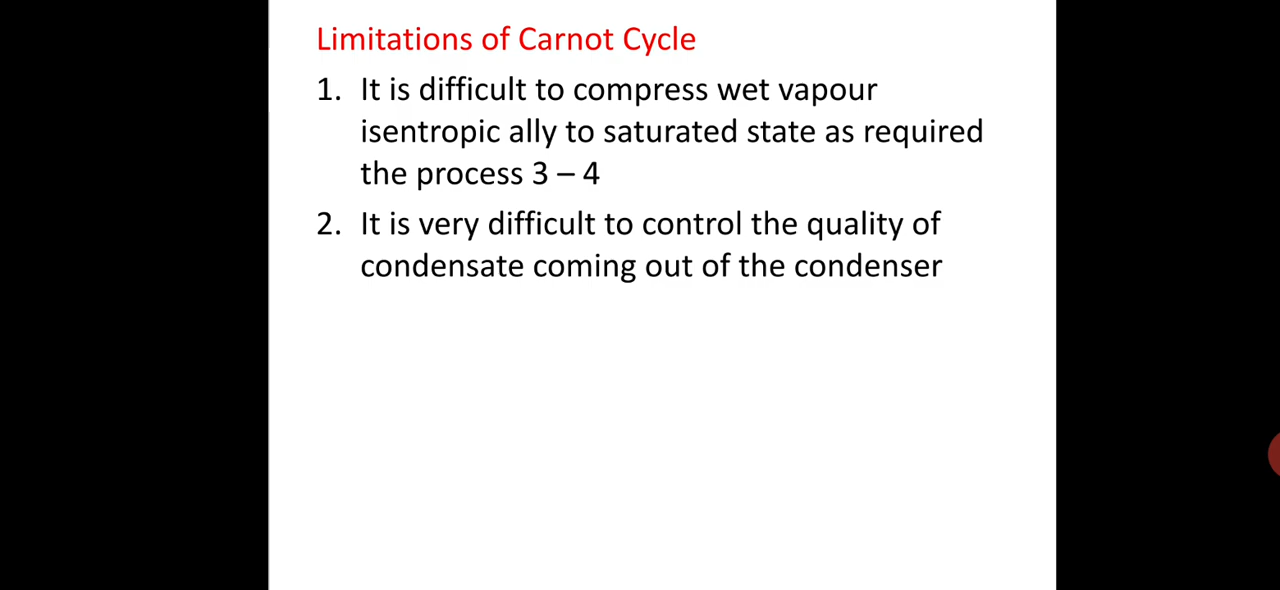 Limitations of Carnot Cycle
1. It is difficult to compress wet vapour
isentropic ally to saturated state as required
the process 3 – 4
2. It is very difficult to control the quality of
condensate coming out of the condenser